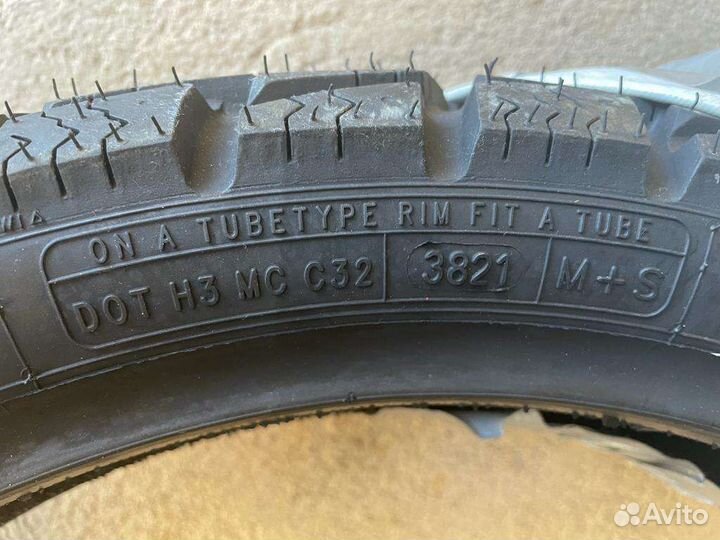 ON A TUBETYPE RIM FIT A TUBE
DOT H3 MC C32 3821 M+S
Avito